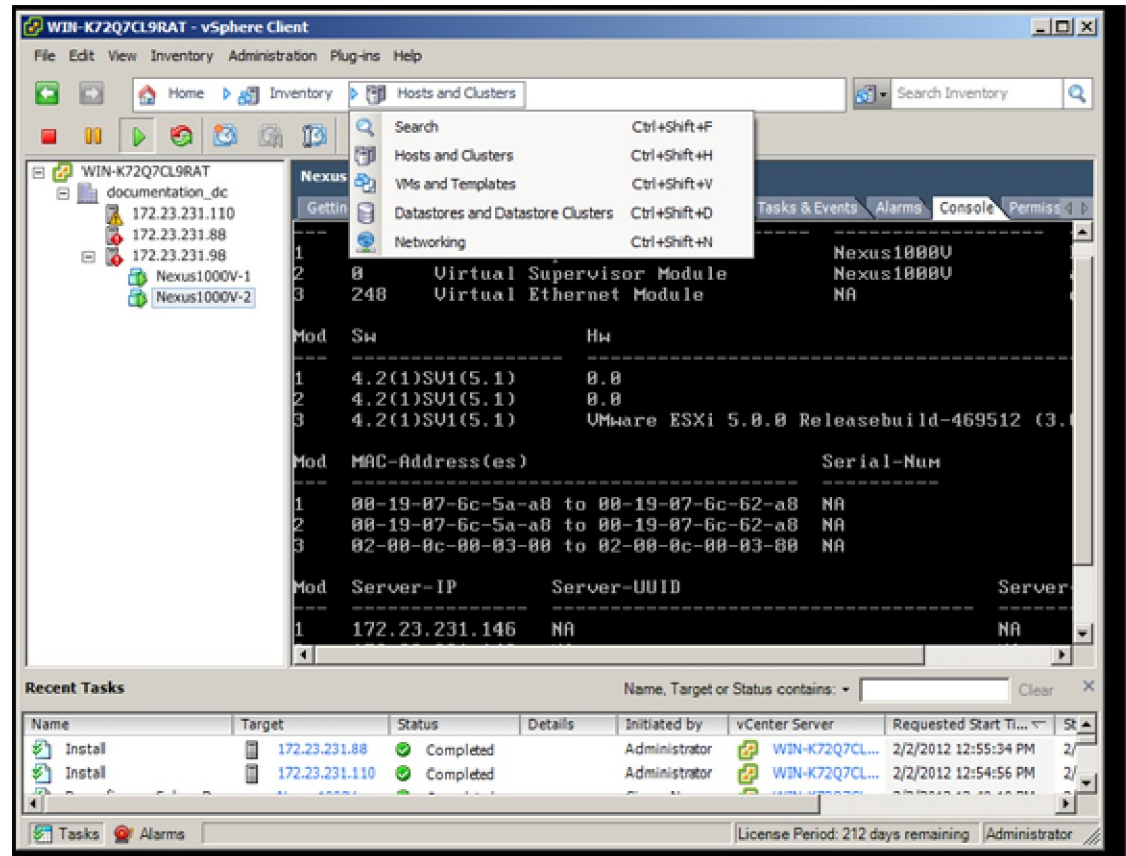 WIN-K72Q7CL9RAT - vSphere Client
File Edit View Inventory Administration Plug-ins Help
Home Inventory Hosts and Clusters Search Inventory
Search Ctrl+Shift+F
Hosts and Clusters Ctrl+Shift+H
VMs and Templates Ctrl+Shift+V
Datastores and Datastore Clusters Ctrl+Shift+D
Networking Ctrl+Shift+N
WIN-K72Q7CL9RAT
documentation_dc
172.23.231.110
172.23.231.88
172.23.231.98
Nexus1000V-1
Nexus1000V-2
Nexus
Gettin Tasks & Events Alarms Console Permiss
--- ------------------
1 Nexus1000V
2 0 Virtual Supervisor Module Nexus1000V
3 248 Virtual Ethernet Module NA
Mod Sw Hw
--- ------------------ ------------------------------------------
1 4.2(1)SV1(5.1) 0.0
2 4.2(1)SV1(5.1) 0.0
3 4.2(1)SV1(5.1) VMware ESXi 5.0.0 Releasebuild-469512 (3.
Mod MAC-Address(es) Serial-Num
--- -------------------------------------- ----------
1 00-19-07-6c-5a-a8 to 00-19-07-6c-62-a8 NA
2 00-19-07-6c-5a-a8 to 00-19-07-6c-62-a8 NA
3 02-00-0c-00-03-00 to 02-00-0c-00-03-80 NA
Mod Server-IP Server-UUID Server-
--- --------------- ------------------------------------ --------
1 172.23.231.146 NA NA
Recent Tasks
Name, Target or Status contains: Clear
Name Target Status Details Initiated by vCenter Server Requested Start Ti... St
Install 172.23.231.88 Completed Administrator WIN-K72Q7CL... 2/2/2012 12:55:34 PM 2/
Install 172.23.231.110 Completed Administrator WIN-K72Q7CL... 2/2/2012 12:54:56 PM 2/
Tasks Alarms License Period: 212 days remaining Administrator